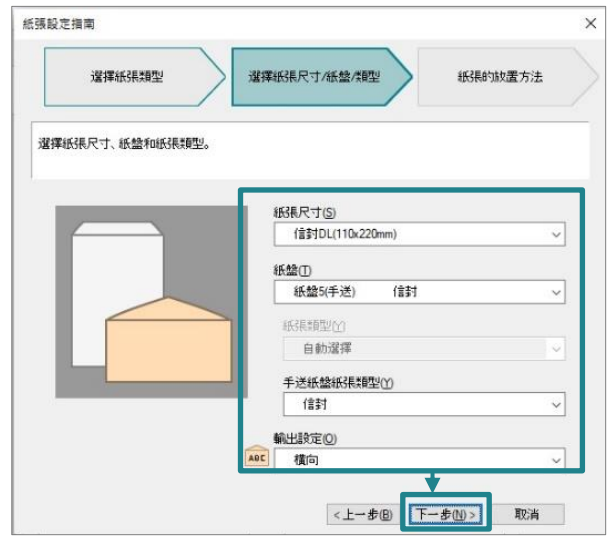 紙張設定指南
選擇紙張類型 選擇紙張尺寸/紙盤/類型 紙張的放置方法
選擇紙張尺寸、紙盤和紙張類型。
紙張尺寸(S)
信封DL(110x220mm)
紙盤(T)
紙盤5(手送) 信封
紙張類型(Y)
自動選擇
手送紙盤紙張類型(Y)
信封
輸出設定(O)
ABC 橫向
<上一步(B) 下一步(N)> 取消